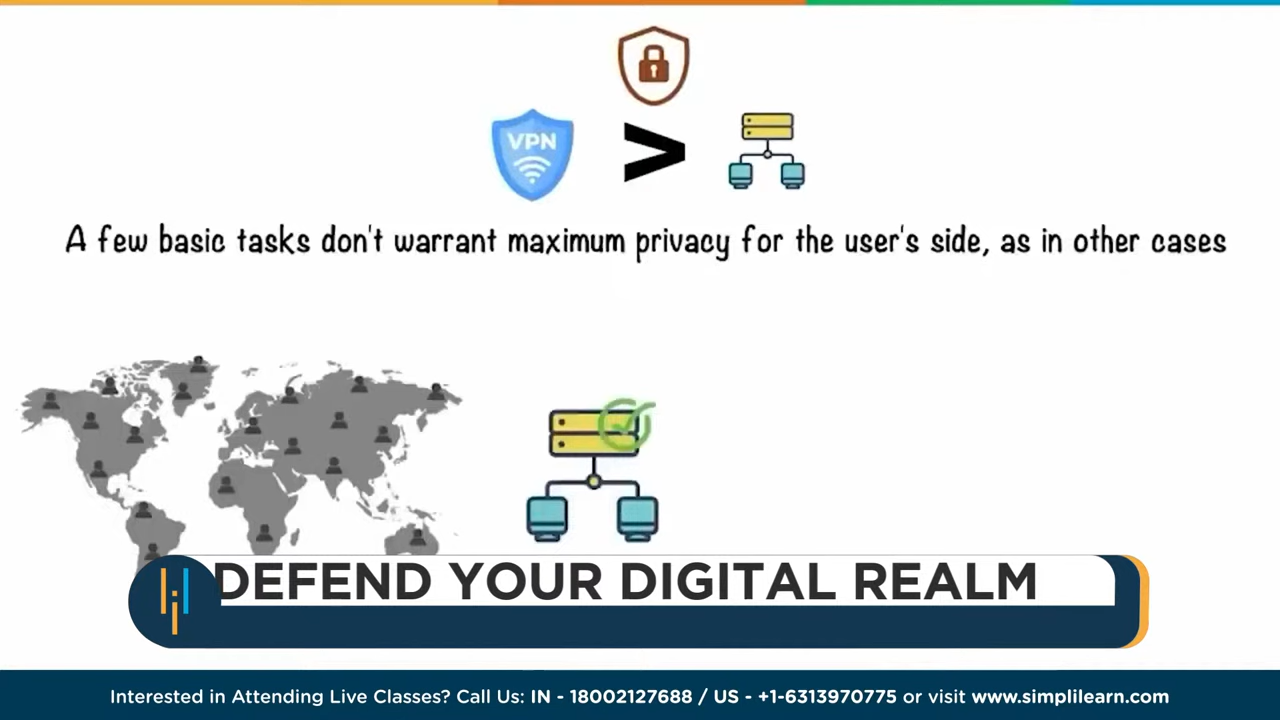 VPN
A few basic tasks don't warrant maximum privacy for the user's side, as in other cases
DEFEND YOUR DIGITAL REALM
Interested in Attending Live Classes? Call Us: IN - 18002127688 / US - +1-6313970775 or visit www.simplilearn.com